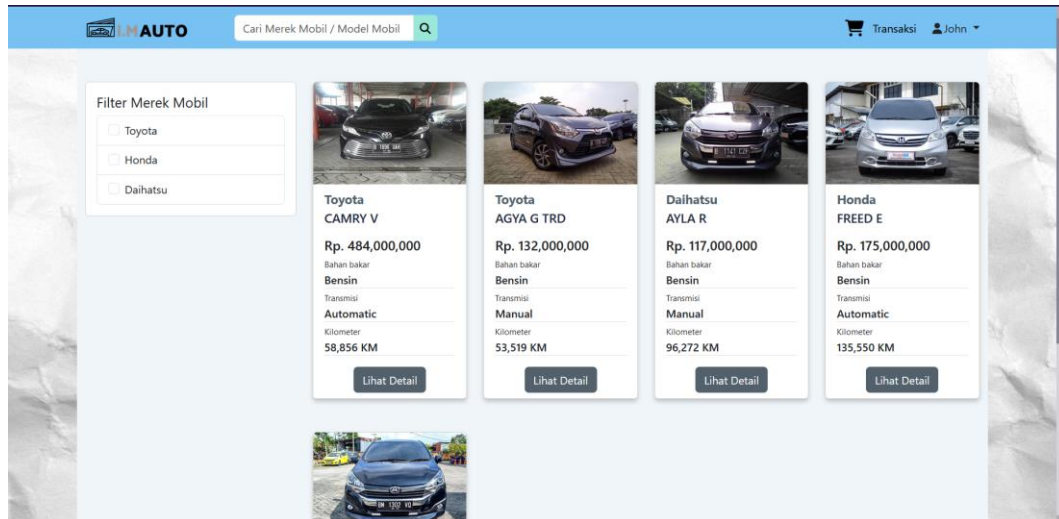 I.MAUTO
Cari Merek Mobil / Model Mobil
Transaksi
John
Filter Merek Mobil
Toyota
Honda
Daihatsu
Toyota
CAMRY V
Rp. 484,000,000
Bahan bakar
Bensin
Transmisi
Automatic
Kilometer
58,856 KM
Lihat Detail
Toyota
AGYA G TRD
Rp. 132,000,000
Bahan bakar
Bensin
Transmisi
Manual
Kilometer
53,519 KM
Lihat Detail
Daihatsu
AYLA R
Rp. 117,000,000
Bahan bakar
Bensin
Transmisi
Manual
Kilometer
96,272 KM
Lihat Detail
Honda
FREED E
Rp. 175,000,000
Bahan bakar
Bensin
Transmisi
Automatic
Kilometer
135,550 KM
Lihat Detail